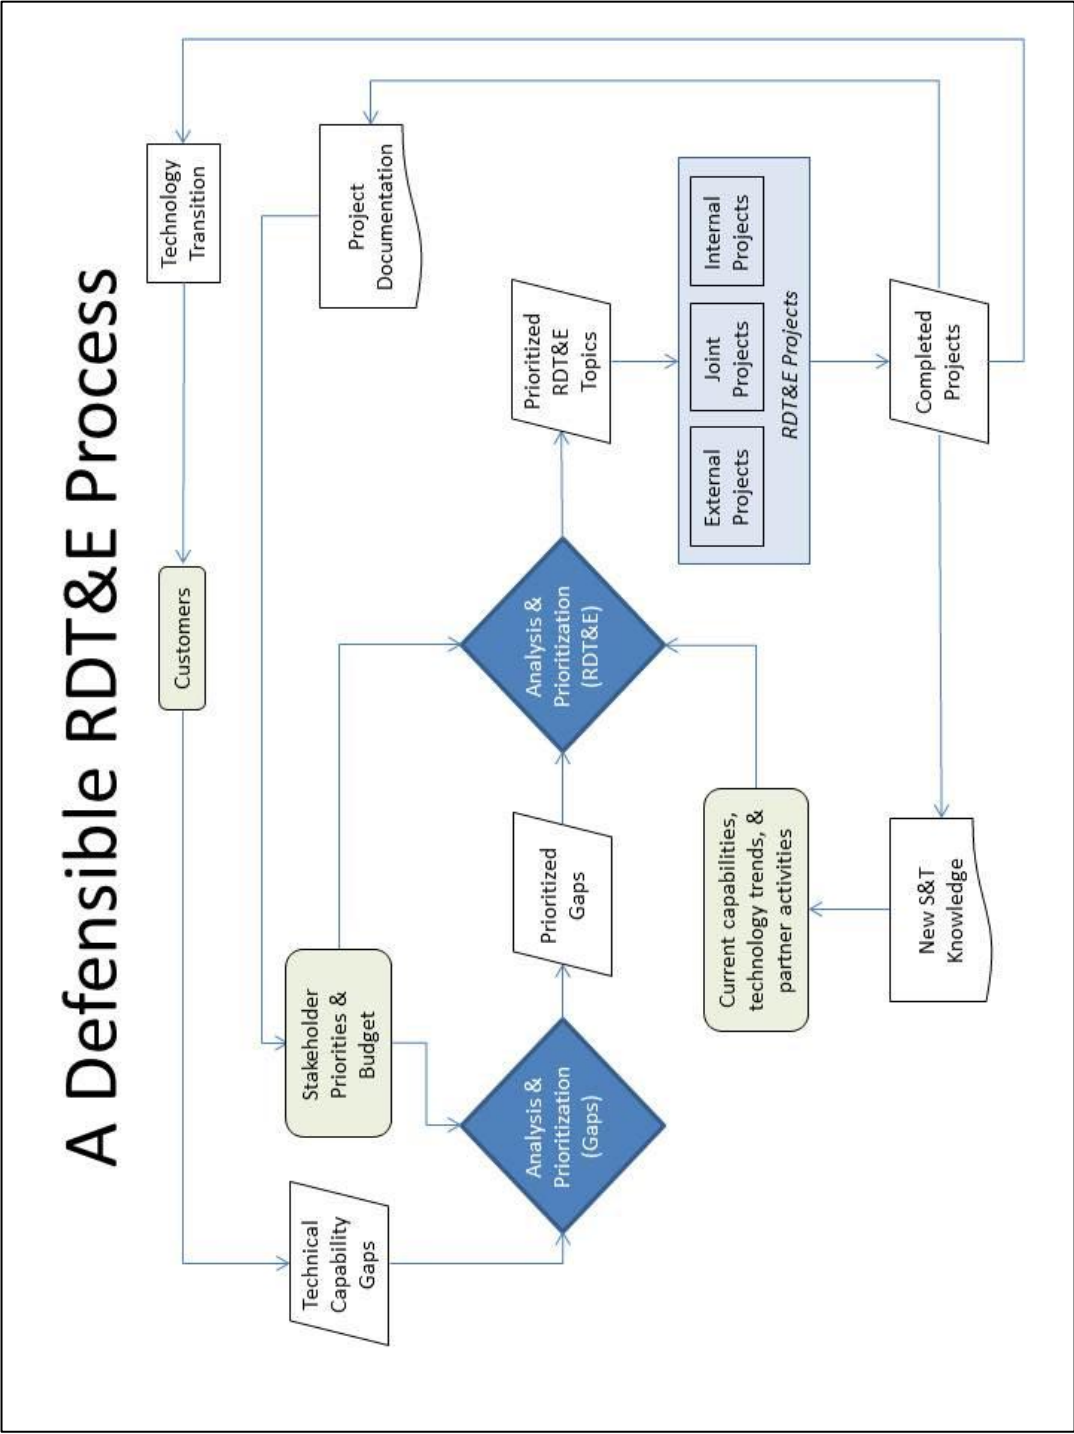 A Defensible RDT&E Process
Customers
Technology
Transition
Technical
Capability
Gaps
Stakeholder
Priorities &
Budget
Project
Documentation
Analysis &
Prioritization
(Gaps)
Prioritized
Gaps
Analysis &
Prioritization
(RDT&E)
Prioritized
RDT&E
Topics
External
Projects
Joint
Projects
Internal
Projects
RDT&E Projects
Current capabilities,
technology trends, &
partner activities
New S&T
Knowledge
Completed
Projects